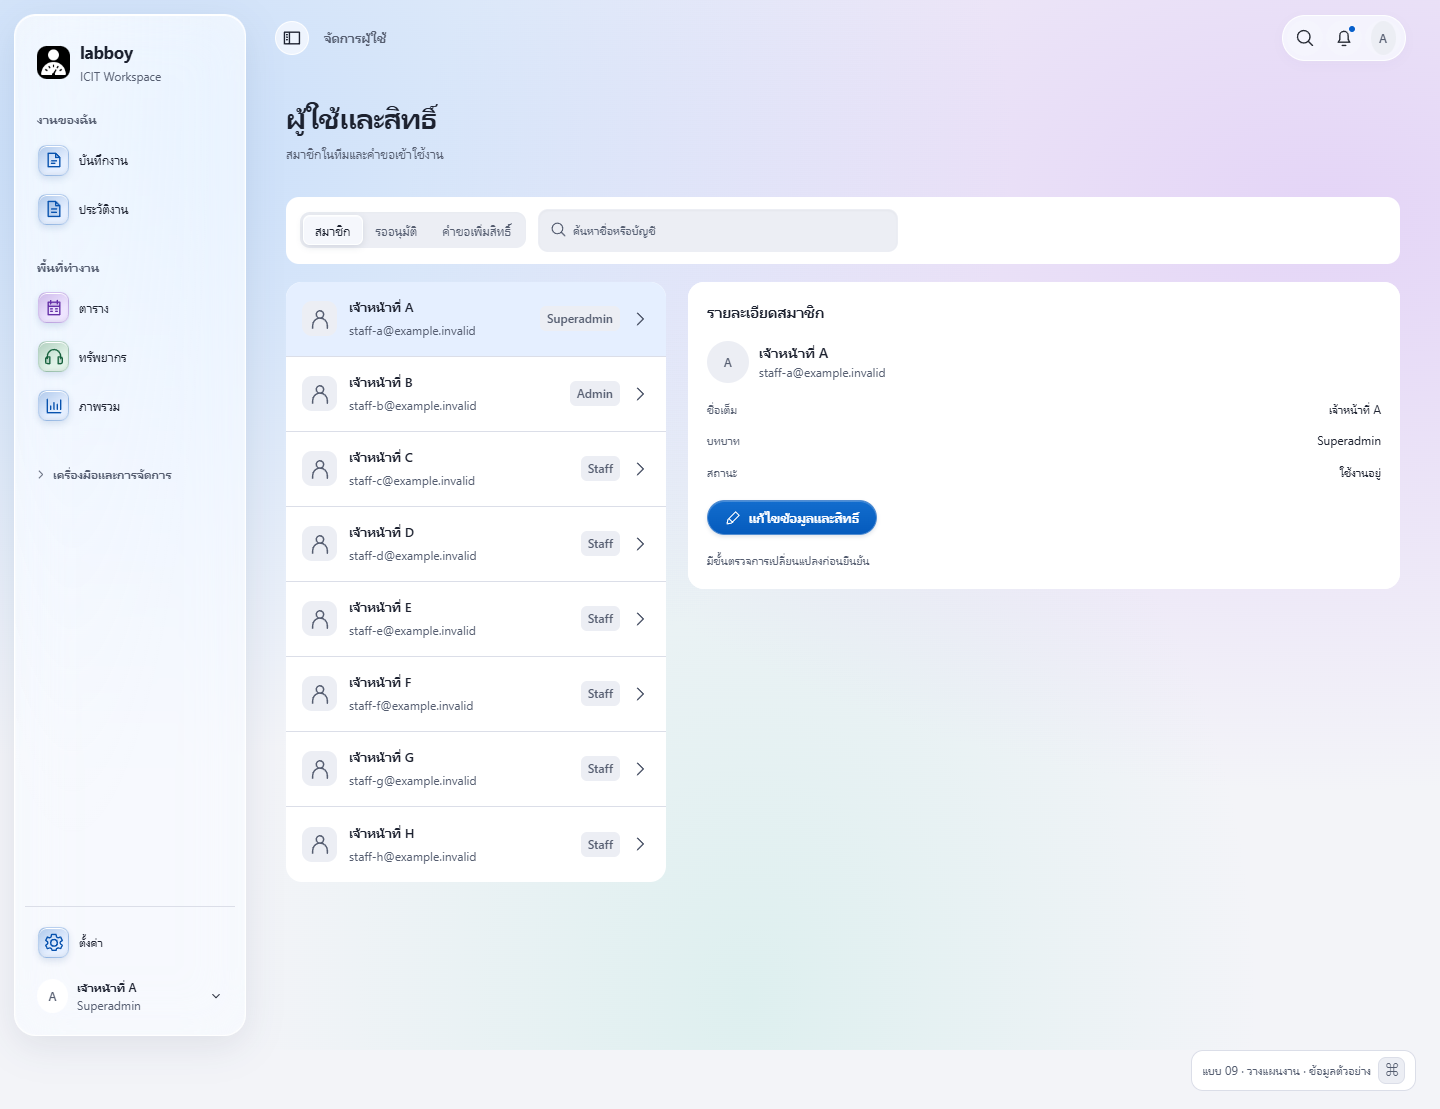 labboy
ICIT Workspace
งานของฉัน
บันทึกงาน
ประวัติงาน
พื้นที่ทำงาน
ตาราง
ทรัพยากร
ภาพรวม
เครื่องมือและการจัดการ
ตั้งค่า
A
เจ้าหน้าที่ A
Superadmin
จัดการผู้ใช้
A
ผู้ใช้และสิทธิ์
สมาชิกในทีมและคำขอเข้าใช้งาน
สมาชิก
รออนุมัติ
คำขอเพิ่มสิทธิ์
ค้นหาชื่อหรือบัญชี
เจ้าหน้าที่ A
staff-a@example.invalid
Superadmin
เจ้าหน้าที่ B
staff-b@example.invalid
Admin
เจ้าหน้าที่ C
staff-c@example.invalid
Staff
เจ้าหน้าที่ D
staff-d@example.invalid
Staff
เจ้าหน้าที่ E
staff-e@example.invalid
Staff
เจ้าหน้าที่ F
staff-f@example.invalid
Staff
เจ้าหน้าที่ G
staff-g@example.invalid
Staff
เจ้าหน้าที่ H
staff-h@example.invalid
Staff
รายละเอียดสมาชิก
A
เจ้าหน้าที่ A
staff-a@example.invalid
ชื่อเต็ม
เจ้าหน้าที่ A
บทบาท
Superadmin
สถานะ
ใช้งานอยู่
แก้ไขข้อมูลและสิทธิ์
มีขั้นตรวจการเปลี่ยนแปลงก่อนยืนยัน
แบบ 09 · วางแผนงาน · ข้อมูลตัวอย่าง ⌘